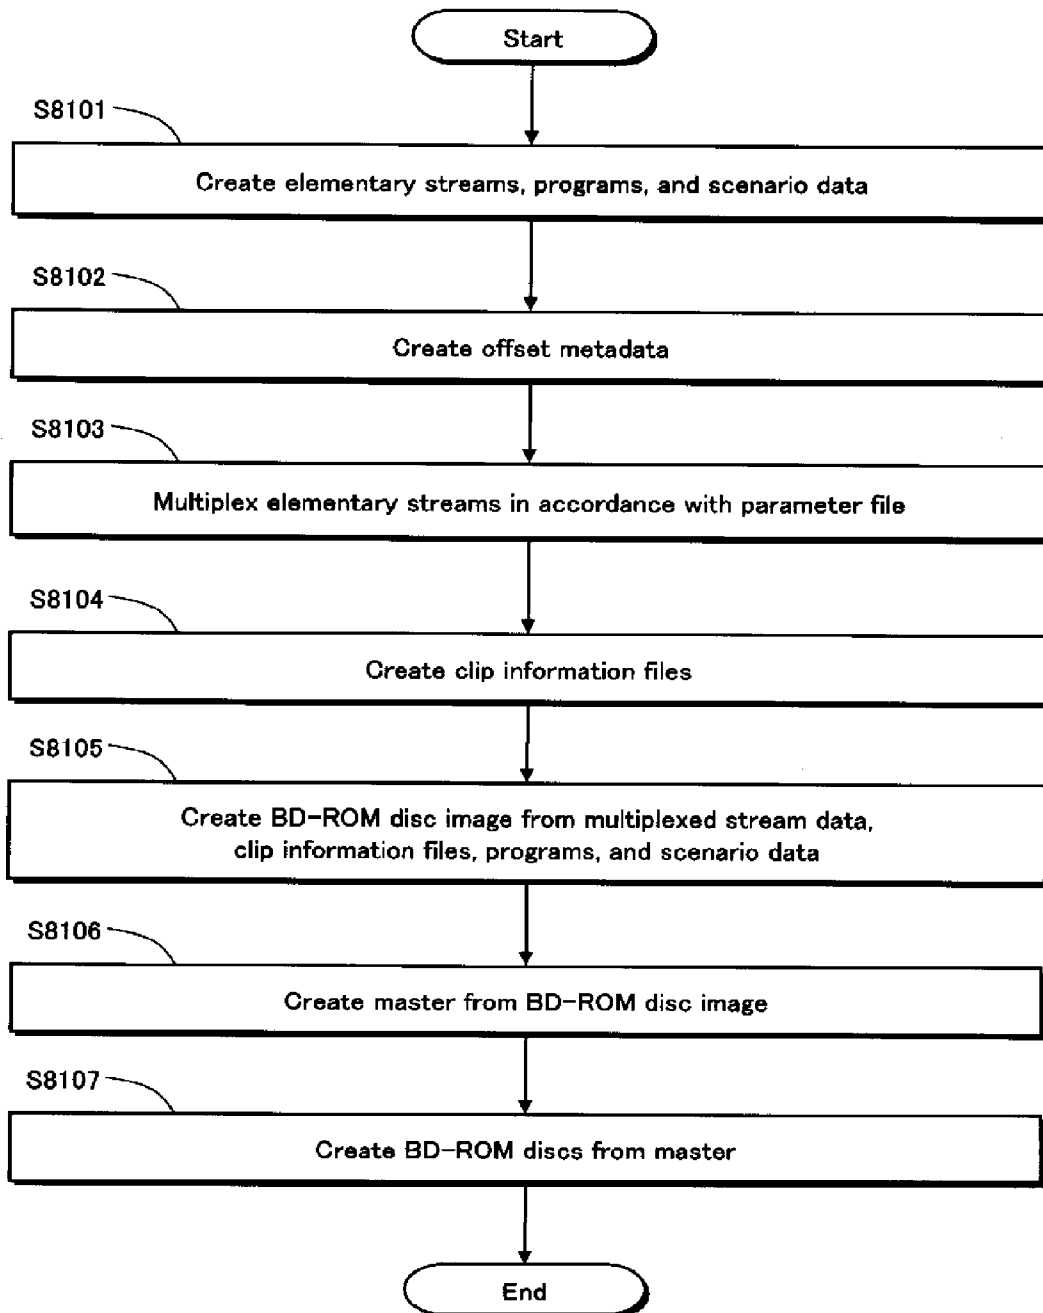 Start
S8101
Create elementary streams, programs, and scenario data
S8102
Create offset metadata
S8103
Multiplex elementary streams in accordance with parameter file
S8104
Create clip information files
S8105
Create BD-ROM disc image from multiplexed stream data,
clip information files, programs, and scenario data
S8106
Create master from BD-ROM disc image
S8107
Create BD-ROM discs from master
End